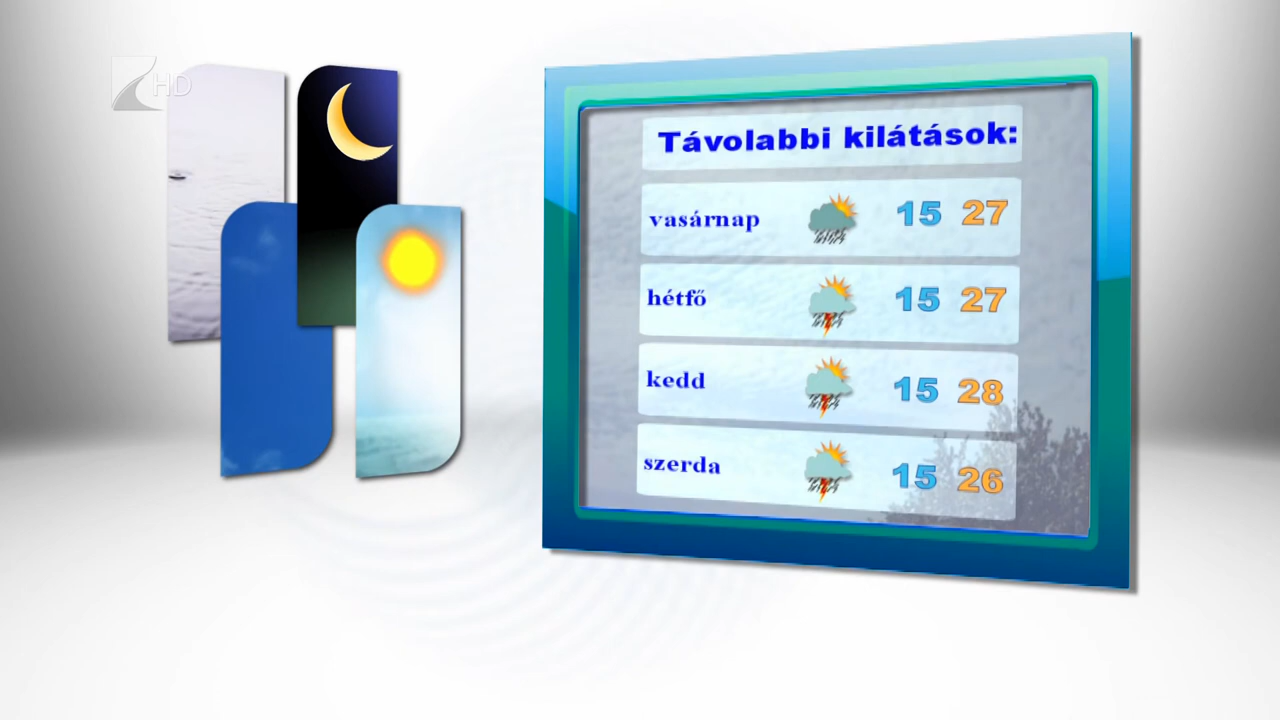 HD
Távolabbi kilátások:
vasárnap 15 27
hétfő 15 27
kedd 15 28
szerda 15 26